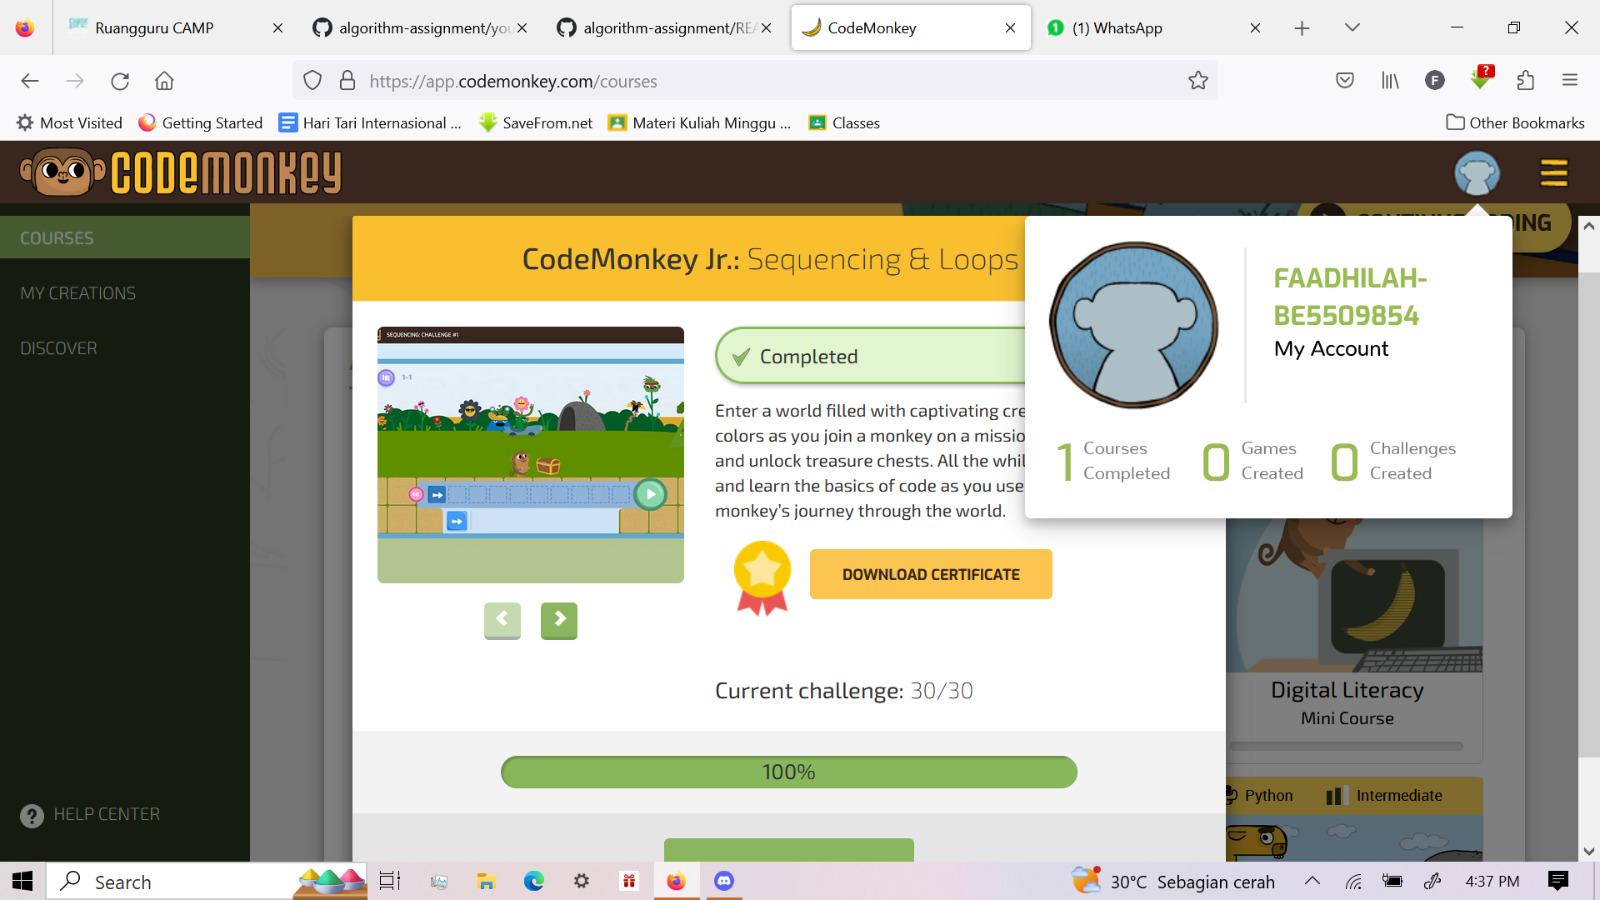 Ruangguru CAMP
algorithm-assignment/you
algorithm-assignment/REA
CodeMonkey
1
(1) WhatsApp
https://app.codemonkey.com/courses
F
?
Most Visited
Getting Started
Hari Tari Internasional ...
SaveFrom.net
Materi Kuliah Minggu ...
Classes
Other Bookmarks
CODEMONKEY
COURSES
MY CREATIONS
DISCOVER
HELP CENTER
CodeMonkey Jr.: Sequencing & Loops
SEQUENCING: CHALLENGE #1
1-1
Completed
Enter a world filled with captivating cre
colors as you join a monkey on a missio
and unlock treasure chests. All the whil
and learn the basics of code as you use
monkey's journey through the world.
DOWNLOAD CERTIFICATE
Current challenge: 30/30
100%
FAADHILAH-
BE5509854
My Account
1 Courses Completed
0 Games Created
0 Challenges Created
Digital Literacy
Mini Course
Python
Intermediate
Search
30°C Sebagian cerah
4:37 PM